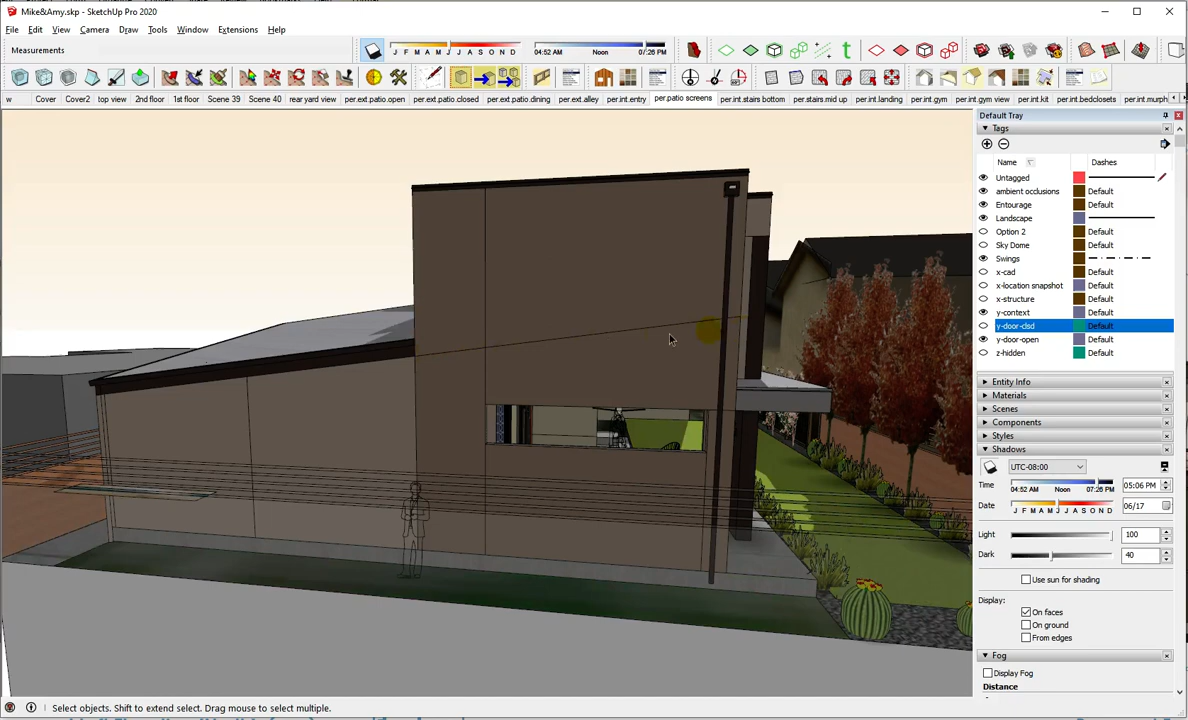 Mike&Amy.skp - SketchUp Pro 2020
File Edit View Camera Draw Tools Window Extensions Help
Measurements
J F M A M J J A S O N D 04:52 AM Noon 07:26 PM
w Cover Cover2 top view 2nd floor 1st floor Scene 39 Scene 40 rear yard view per.ext.patio.open per.ext.patio.closed per.ext.patio.dining per.ext.alley per.int.entry per.patio screens per.int.stairs bottom per.stairs.mid up per.int.landing per.int.gym per.int.gym view per.int.kit per.int.bedclosets per.int.murph
Default Tray
Tags
Name Dashes
Untagged
ambient occlusions Default
Entourage Default
Landscape
Option 2 Default
Sky Dome Default
Swings
x-cad Default
x-location snapshot Default
x-structure Default
y-context Default
y-door-clsd Default
y-door-open Default
z-hidden Default
Entity Info
Materials
Scenes
Components
Styles
Shadows
UTC-08:00
Time 04:52 AM Noon 07:26 PM 05:06 PM
Date J F M A M J J A S O N D 06/17
Light 100
Dark 40
Use sun for shading
Display:
On faces
On ground
From edges
Fog
Display Fog
Distance
Select objects. Shift to extend select. Drag mouse to select multiple.